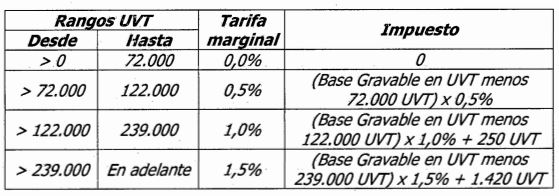 Rangos UVT Tarifa marginal Impuesto
Desde Hasta
> 0 72.000 0,0% 0
> 72.000 122.000 0,5% (Base Gravable en UVT menos
72.000 UVT) x 0,5%
> 122.000 239.000 1,0% (Base Gravable en UVT menos
122.000 UVT) x 1,0% + 250 UVT
> 239.000 En adelante 1,5% (Base Gravable en UVT menos
239.000 UVT) x 1,5% + 1.420 UVT